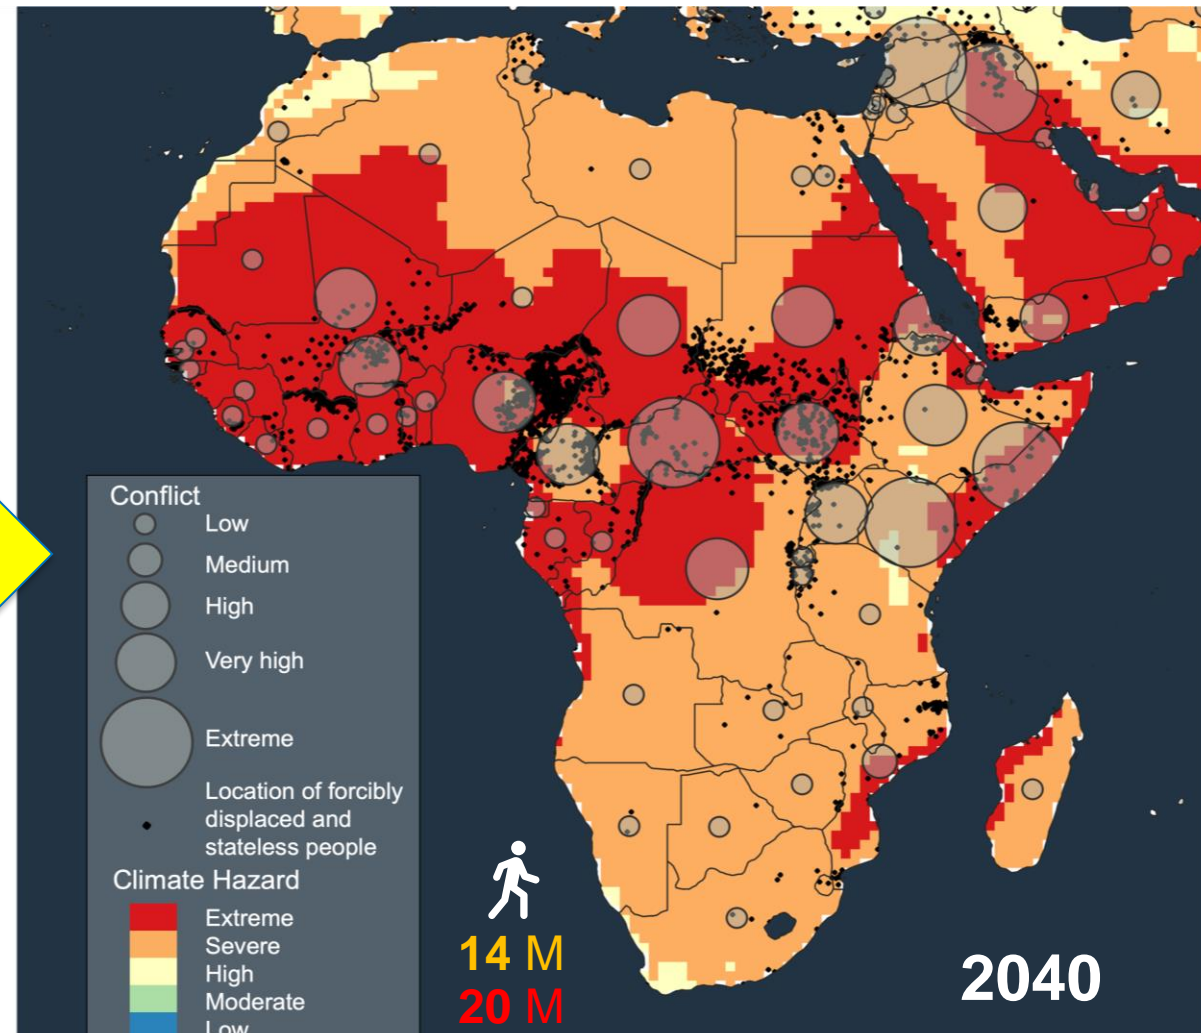 Conflict
Low
Medium
High
Very high
Extreme
Location of forcibly
displaced and
stateless people
Climate Hazard
Extreme
Severe
High
Moderate
Low
14 M
20 M
2040